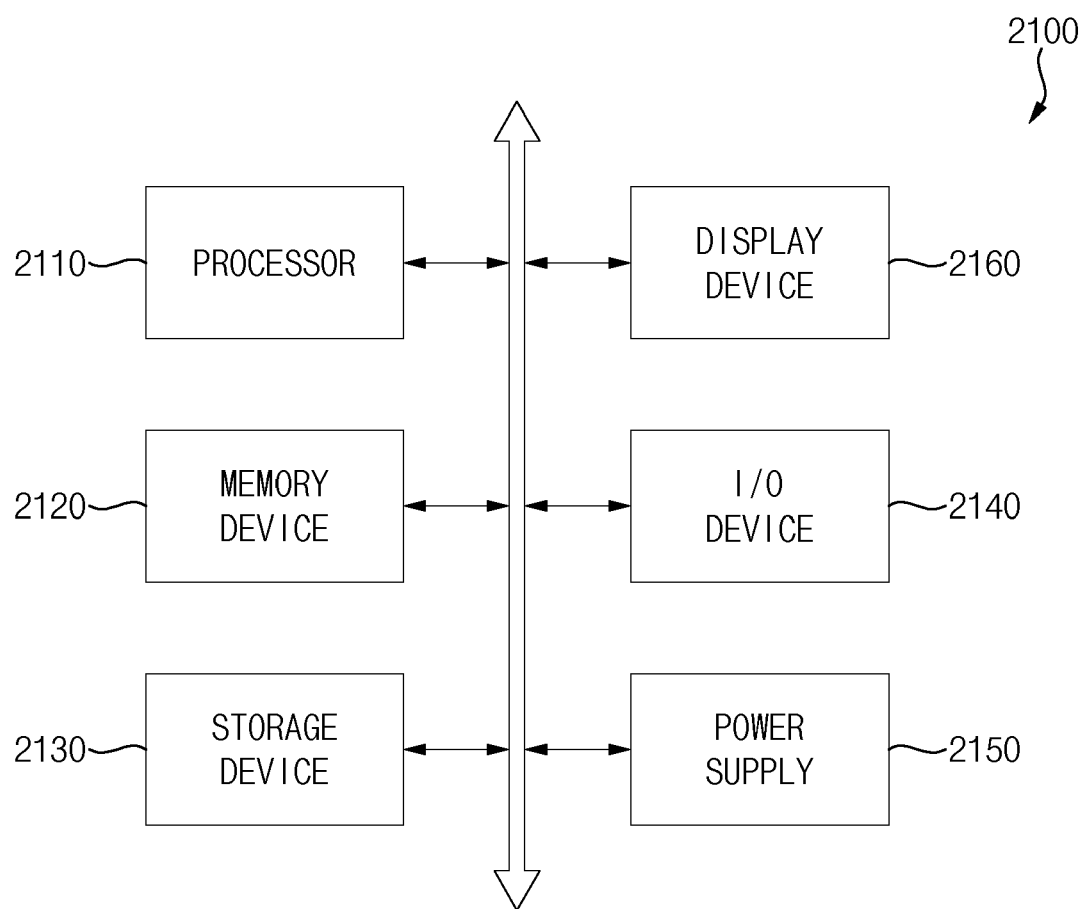 2100
2110
PROCESSOR
DISPLAY
DEVICE
2160
2120
MEMORY
DEVICE
I/O
DEVICE
2140
2130
STORAGE
DEVICE
POWER
SUPPLY
2150